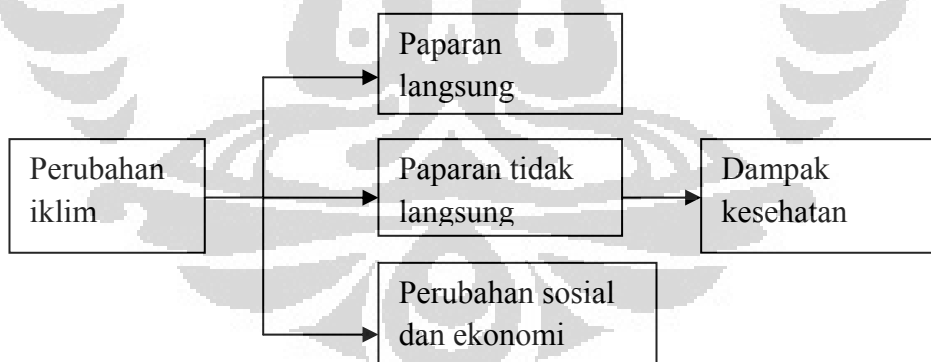 Paparan
langsung
Perubahan
iklim
Paparan tidak
langsung
Dampak
kesehatan
Perubahan sosial
dan ekonomi